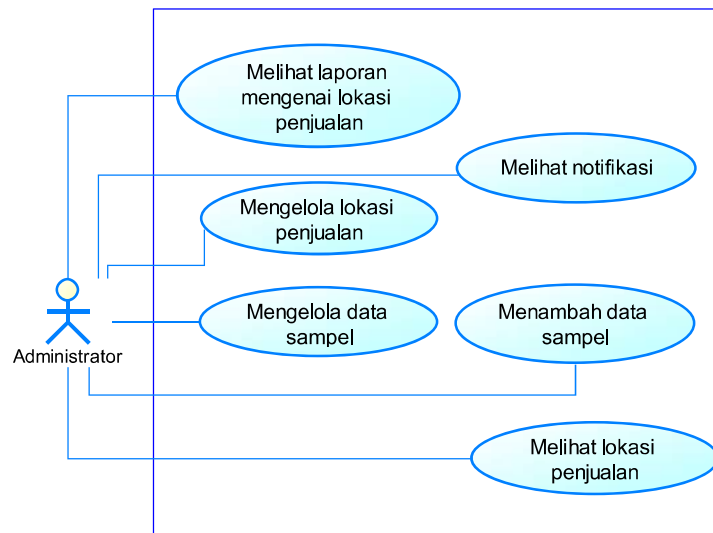 Melihat laporan
mengenai lokasi
penjualan
Melihat notifikasi
Mengelola lokasi
penjualan
Mengelola data
sampel
Menambah data
sampel
Administrator
Melihat lokasi
penjualan